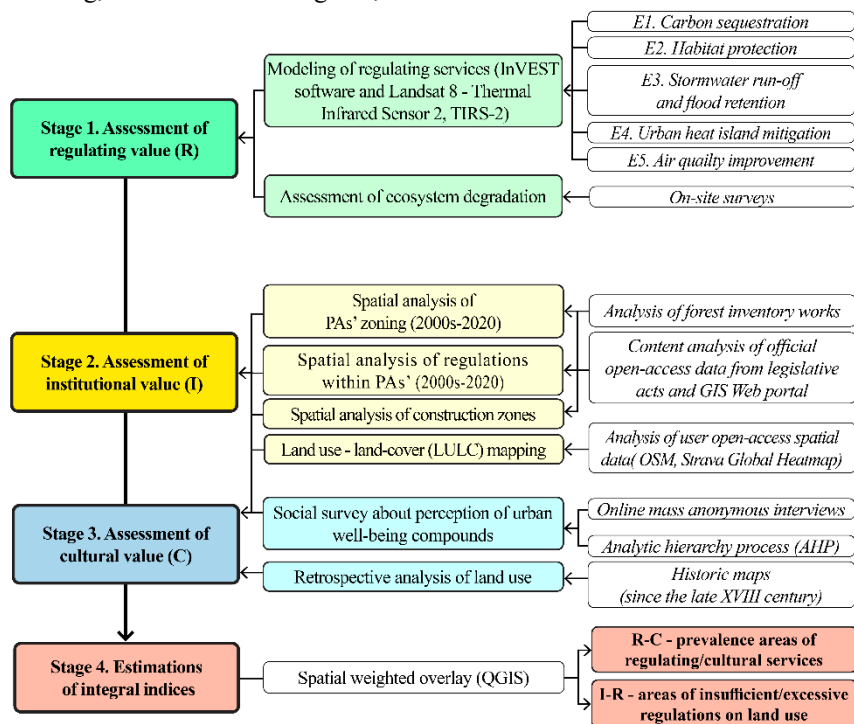 E1. Carbon sequestration
E2. Habitat protection
Modeling of regulating services (InVEST
software and Landsat 8 - Thermal
Infrared Sensor 2, TIRS-2)
E3. Stormwater run-off
and flood retention
Stage 1. Assessment of
regulating value (R)
E4. Urban heat island mitigation
E5. Air quailty improvement
Assessment of ecosystem degradation
On-site surveys
Spatial analysis of
PAs' zoning (2000s-2020)
Analysis of forest inventory works
Stage 2. Assessment of
institutional value (I)
Spatial analysis of regulations
within PAs' (2000s-2020)
Content analysis of official
open-access data from legislative
acts and GIS Web portal
Spatial analysis of construction zones
Land use - land-cover (LULC) mapping
Analysis of user open-access spatial
data( OSM, Strava Global Heatmap)
Stage 3. Assessment of
cultural value (C)
Social survey about perception of urban
well-being compounds
Online mass anonymous interviews
Analytic hierarchy process (AHP)
Retrospective analysis of land use
Historic maps
(since the late XVIII century)
Stage 4. Estimations
of integral indices
Spatial weighted overlay (QGIS)
R-C - prevalence areas of
regulating/cultural services
I-R - areas of insufficient/excessive
regulations on land use